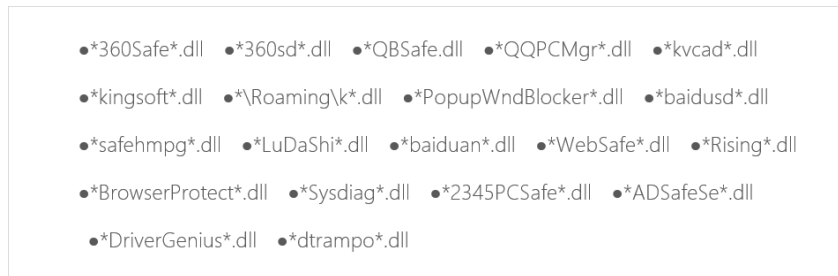 ●*360Safe*.dll ●*360sd*.dll ●*QBSafe.dll ●*QQPCMgr*.dll ●*kvcad*.dll
●*kingsoft*.dll ●*\Roaming\k*.dll ●*PopupWndBlocker*.dll ●*baidusd*.dll
●*safehmpg*.dll ●*LuDaShi*.dll ●*baiduan*.dll ●*WebSafe*.dll ●*Rising*.dll
●*BrowserProtect*.dll ●*Sysdiag*.dll ●*2345PCSafe*.dll ●*ADSafeSe*.dll
●*DriverGenius*.dll ●*dtrampo*.dll